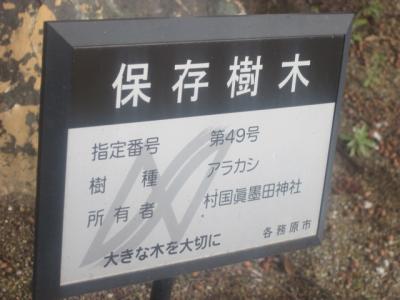 保存樹木
指定番号 第49号
樹種 アラカシ
所有者 村国眞墨田神社
各務原市
大きな木を大切に